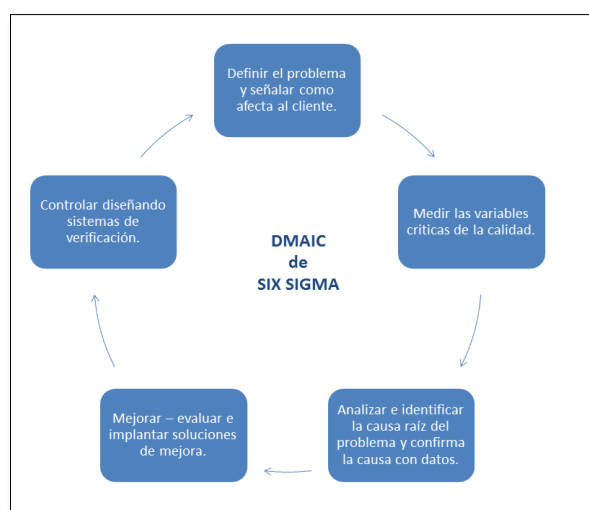 Definir el problema
y señalar como
afecta al cliente.
Medir las variables
criticas de la calidad.
Analizar e identificar
la causa raíz del
problema y confirma
la causa con datos.
Mejorar – evaluar e
implantar soluciones
de mejora.
Controlar diseñando
sistemas de
verificación.
DMAIC
de
SIX SIGMA